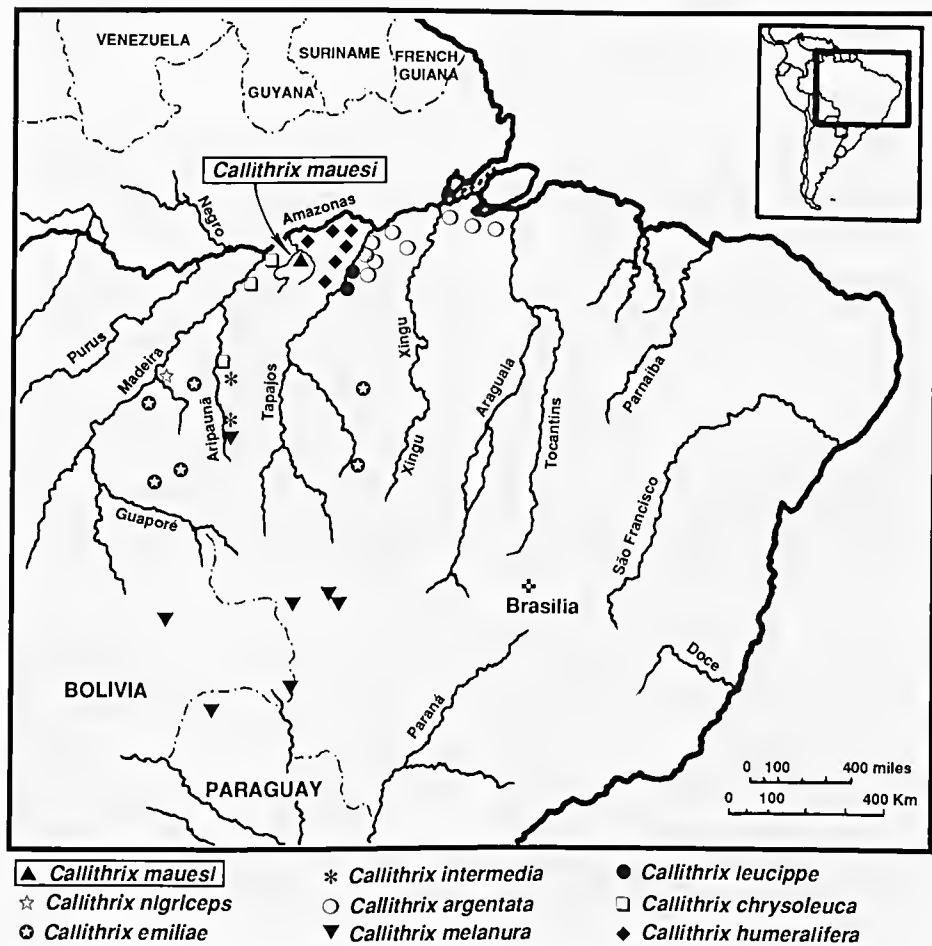 VENEZUELA
SURINAME
FRENCH
GUIANA
GUYANA
Callithrix mauesi
Negro
Amazonas
Purus
Madeira
Aripauná
Tapajos
Xingu
Xingu
Araguaia
Tocantins
Parnaíba
São Francisco
Guaporé
Brasilia
Doce
BOLIVIA
Paraná
PARAGUAY
0 100 400 miles
0 100 400 Km
Callithrix mauesi
Callithrix intermedia
Callithrix leucippe
Callithrix nigriceps
Callithrix argentata
Callithrix chrysoleuca
Callithrix emiliae
Callithrix melanura
Callithrix humeralifera